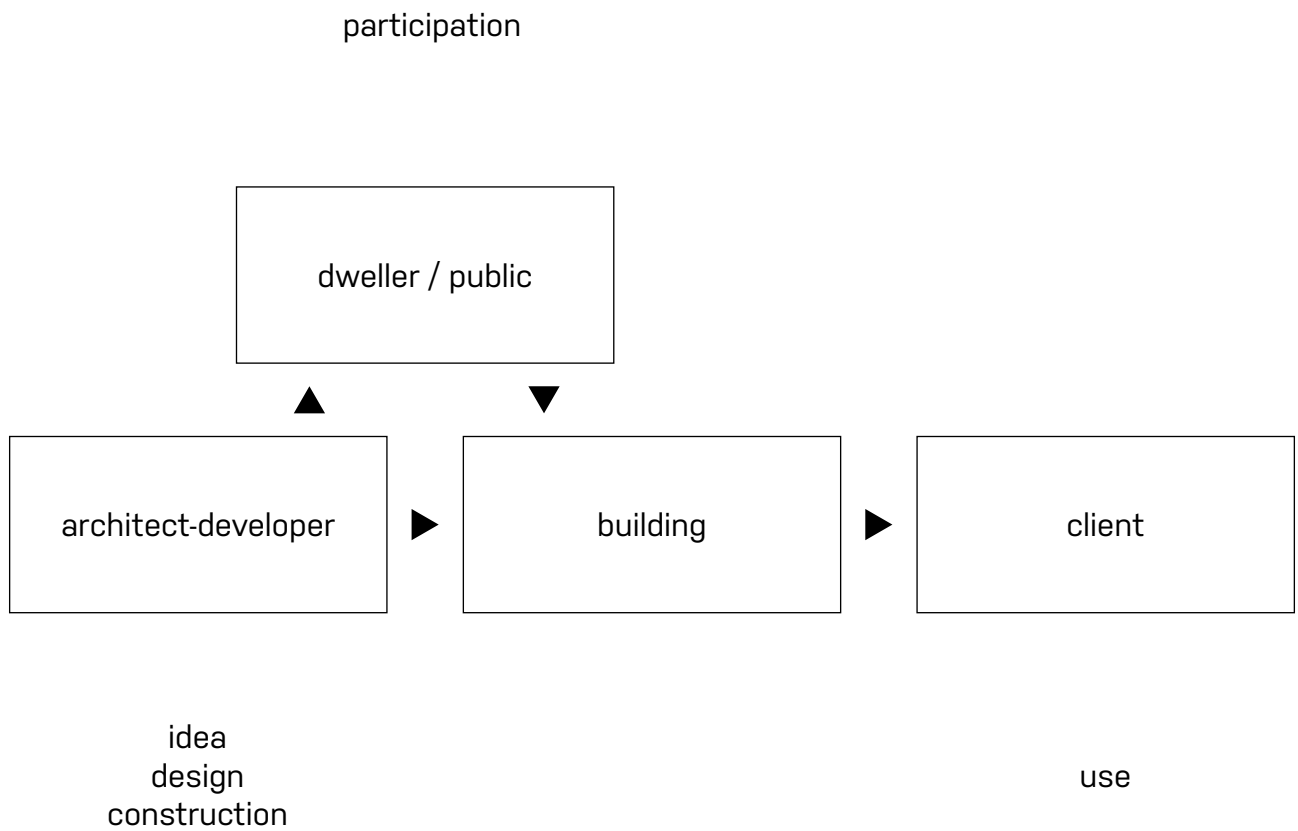 participation
dweller / public
architect-developer
building
client
idea
design
construction
use